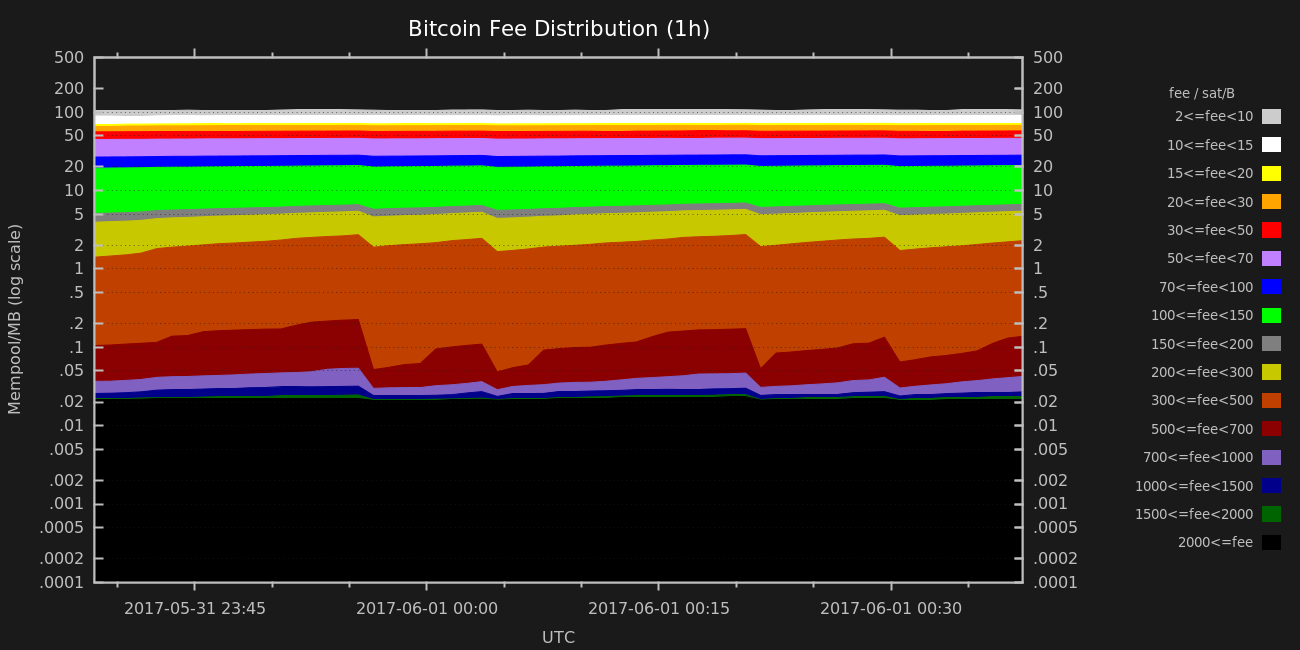 Bitcoin Fee Distribution (1h)
500
200
100
50
20
10
5
2
1
.5
.2
.1
.05
.02
.01
.005
.002
.001
.0005
.0002
.0001
Mempool/MB (log scale)
500
200
100
50
20
10
5
2
1
.5
.2
.1
.05
.02
.01
.005
.002
.001
.0005
.0002
.0001
2017-05-31 23:45
2017-06-01 00:00
2017-06-01 00:15
2017-06-01 00:30
UTC
fee / sat/B
2<=fee<10
10<=fee<15
15<=fee<20
20<=fee<30
30<=fee<50
50<=fee<70
70<=fee<100
100<=fee<150
150<=fee<200
200<=fee<300
300<=fee<500
500<=fee<700
700<=fee<1000
1000<=fee<1500
1500<=fee<2000
2000<=fee